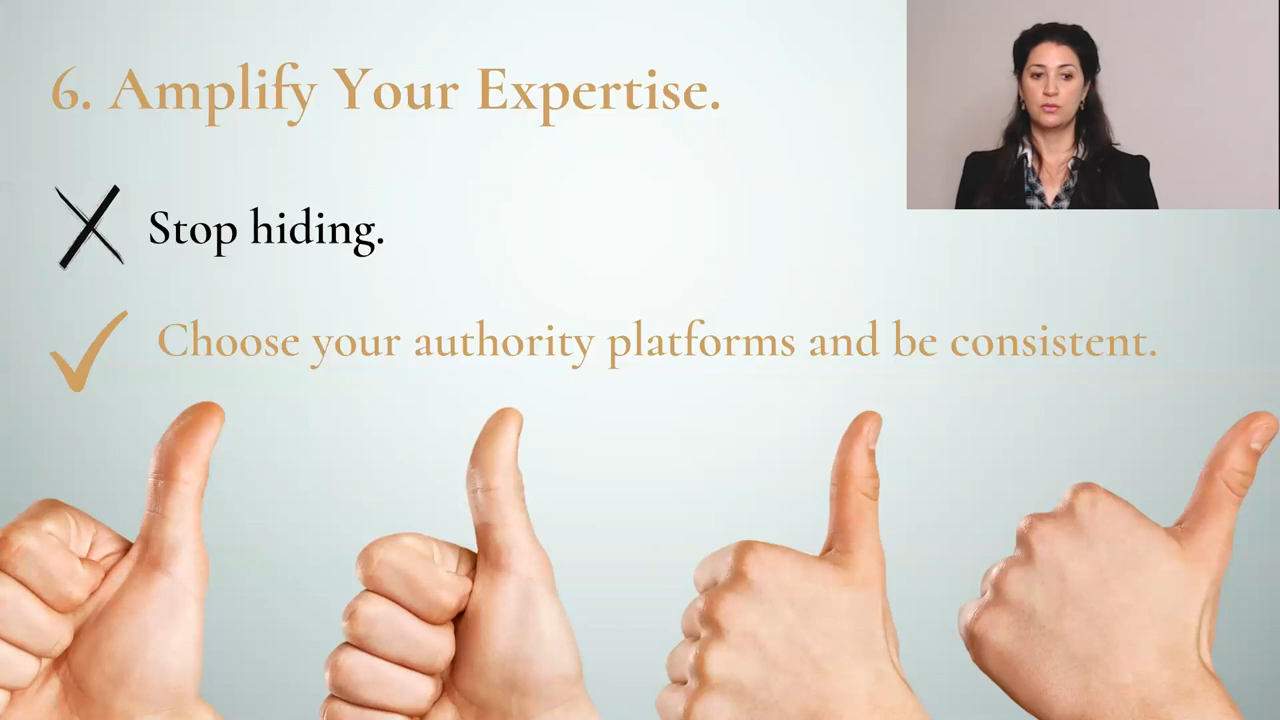 6. Amplify Your Expertise.
Stop hiding.
Choose your authority platforms and be consistent.